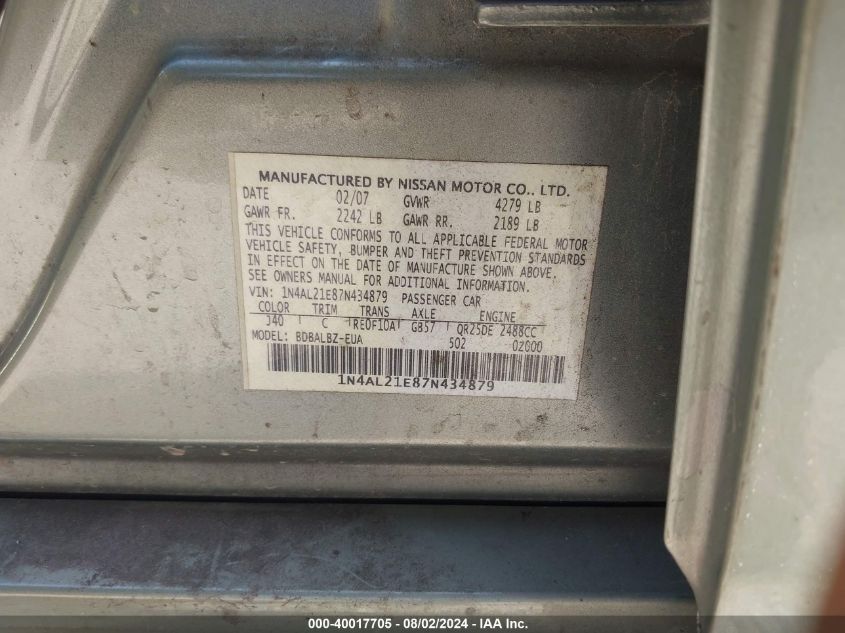 MANUFACTURED BY NISSAN MOTOR CO., LTD.
DATE 02/07 GVWR 4279 LB
GAWR FR. 2242 LB GAWR RR. 2189 LB
THIS VEHICLE CONFORMS TO ALL APPLICABLE FEDERAL MOTOR
VEHICLE SAFETY, BUMPER AND THEFT PREVENTION STANDARDS
IN EFFECT ON THE DATE OF MANUFACTURE SHOWN ABOVE.
SEE OWNERS MANUAL FOR ADDITIONAL INFORMATION.
VIN: 1N4AL21E87N434879 PASSENGER CAR
COLOR TRIM TRANS AXLE ENGINE
J40 C RE0F10A GB57 QR25DE 2488CC
MODEL: BDBALBZ-EUA 502 0Z000
1N4AL21E87N434879
000-40017705 - 08/02/2024 - IAA Inc.